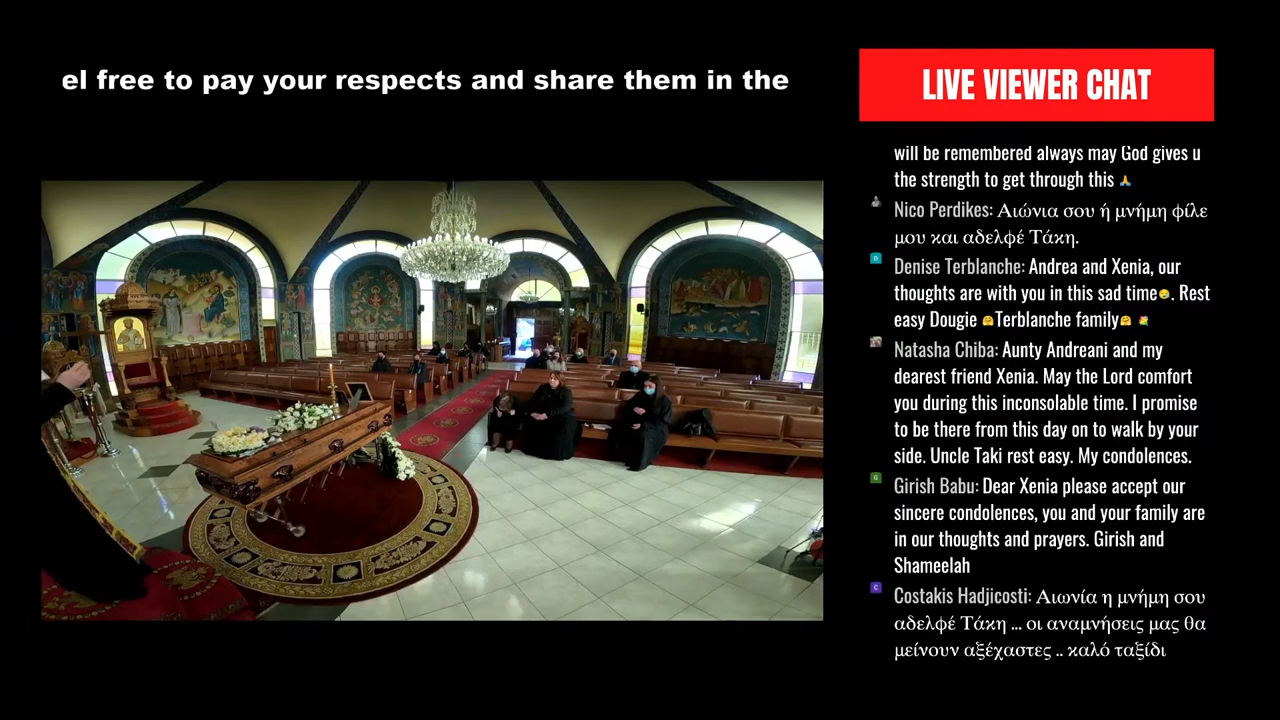 el free to pay your respects and share them in the
LIVE VIEWER CHAT
will be remembered always may God gives u
the strength to get through this 🙏
Nico Perdikes: Αιώνια σου ή μνήμη φίλε
μου και αδελφέ Τάκη.
Denise Terblanche: Andrea and Xenia, our
thoughts are with you in this sad time😢. Rest
easy Dougie 🤗Terblanche family🤗 💐
Natasha Chiba: Aunty Andreani and my
dearest friend Xenia. May the Lord comfort
you during this inconsolable time. I promise
to be there from this day on to walk by your
side. Uncle Taki rest easy. My condolences.
Girish Babu: Dear Xenia please accept our
sincere condolences, you and your family are
in our thoughts and prayers. Girish and
Shameelah
Costakis Hadjicosti: Αιωνία η μνήμη σου
αδελφέ Τάκη ... οι αναμνήσεις μας θα
μείνουν αξέχαστες .. καλό ταξίδι